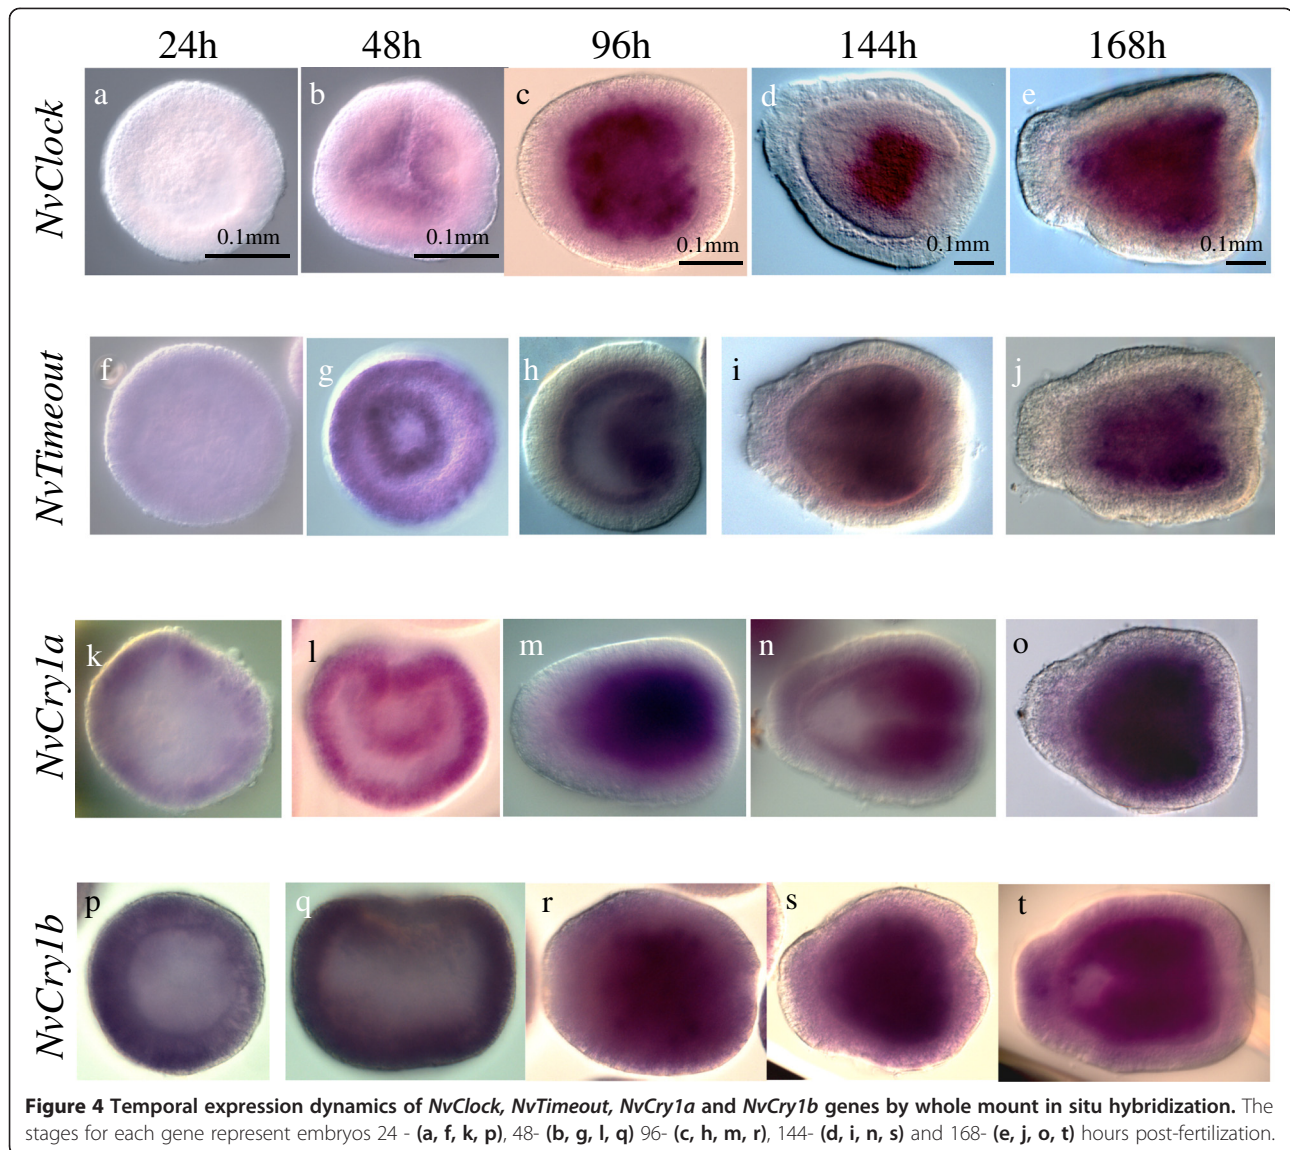 24h 48h 96h 144h 168h
NvClock
a b c d e
0.1mm 0.1mm 0.1mm 0.1mm 0.1mm
NvTimeout
f g h i j
NvCry1a
k l m n o
NvCry1b
p q r s t
Figure 4 Temporal expression dynamics of NvClock, NvTimeout, NvCry1a and NvCry1b genes by whole mount in situ hybridization. The
stages for each gene represent embryos 24 - (a, f, k, p), 48- (b, g, l, q) 96- (c, h, m, r), 144- (d, i, n, s) and 168- (e, j, o, t) hours post-fertilization.